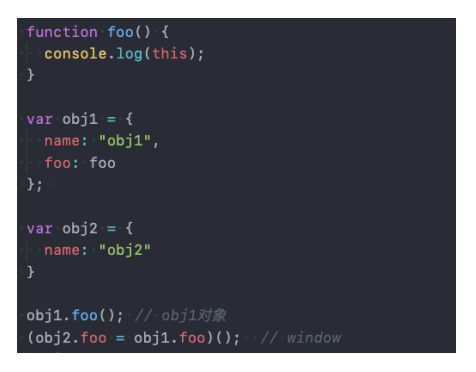 function foo() {
console.log(this);
}
var obj1 = {
name: "obj1",
foo: foo
};
var obj2 = {
name: "obj2"
}
obj1.foo(); // obj1对象
(obj2.foo = obj1.foo)(); // window